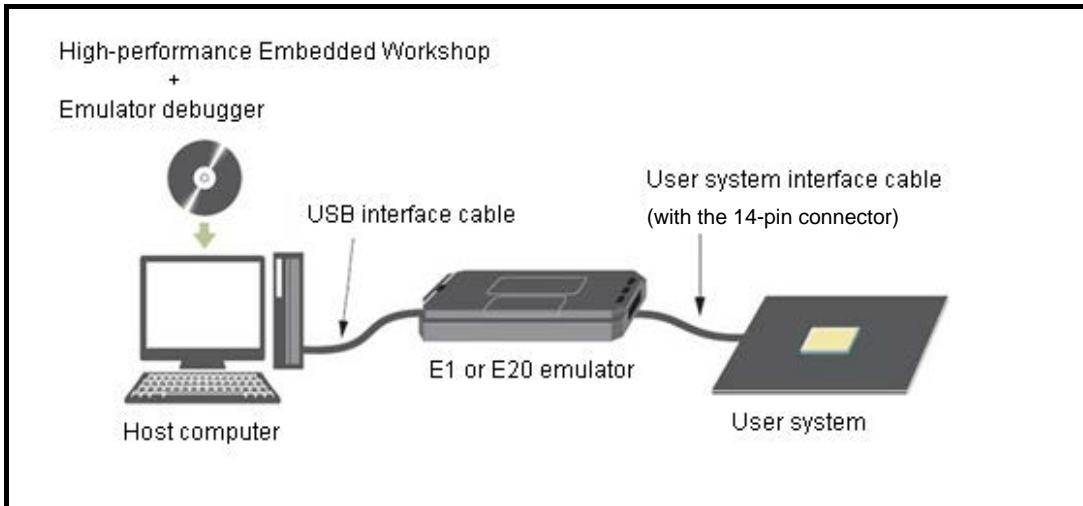 High-performance Embedded Workshop
+
Emulator debugger
User system interface cable
(with the 14-pin connector)
USB interface cable
E1 or E20 emulator
User system
Host computer